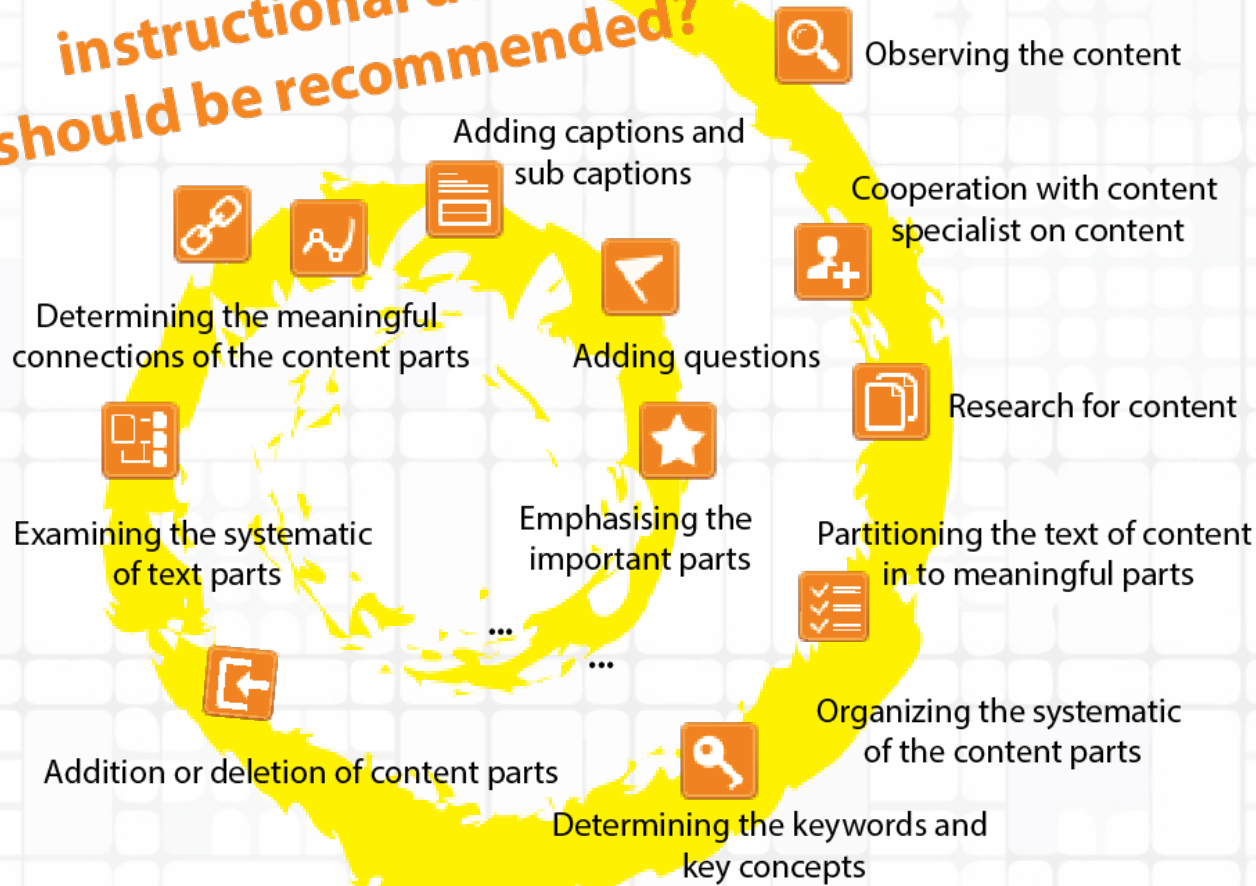 instructional
should be recommended?
Observing the content
Adding captions and
sub captions
Cooperation with content
specialist on content
Determining the meaningful
connections of the content parts
Adding questions
Research for content
Examining the systematic
of text parts
Emphasising the
important parts
Partitioning the text of content
in to meaningful parts
...
...
Organizing the systematic
of the content parts
Addition or deletion of content parts
Determining the keywords and
key concepts